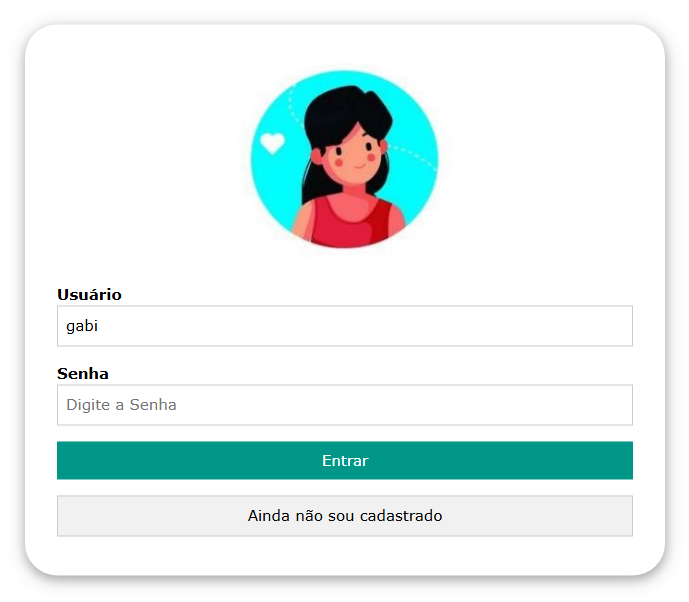 Usuário
gabi
Senha
Digite a Senha
Entrar
Ainda não sou cadastrado